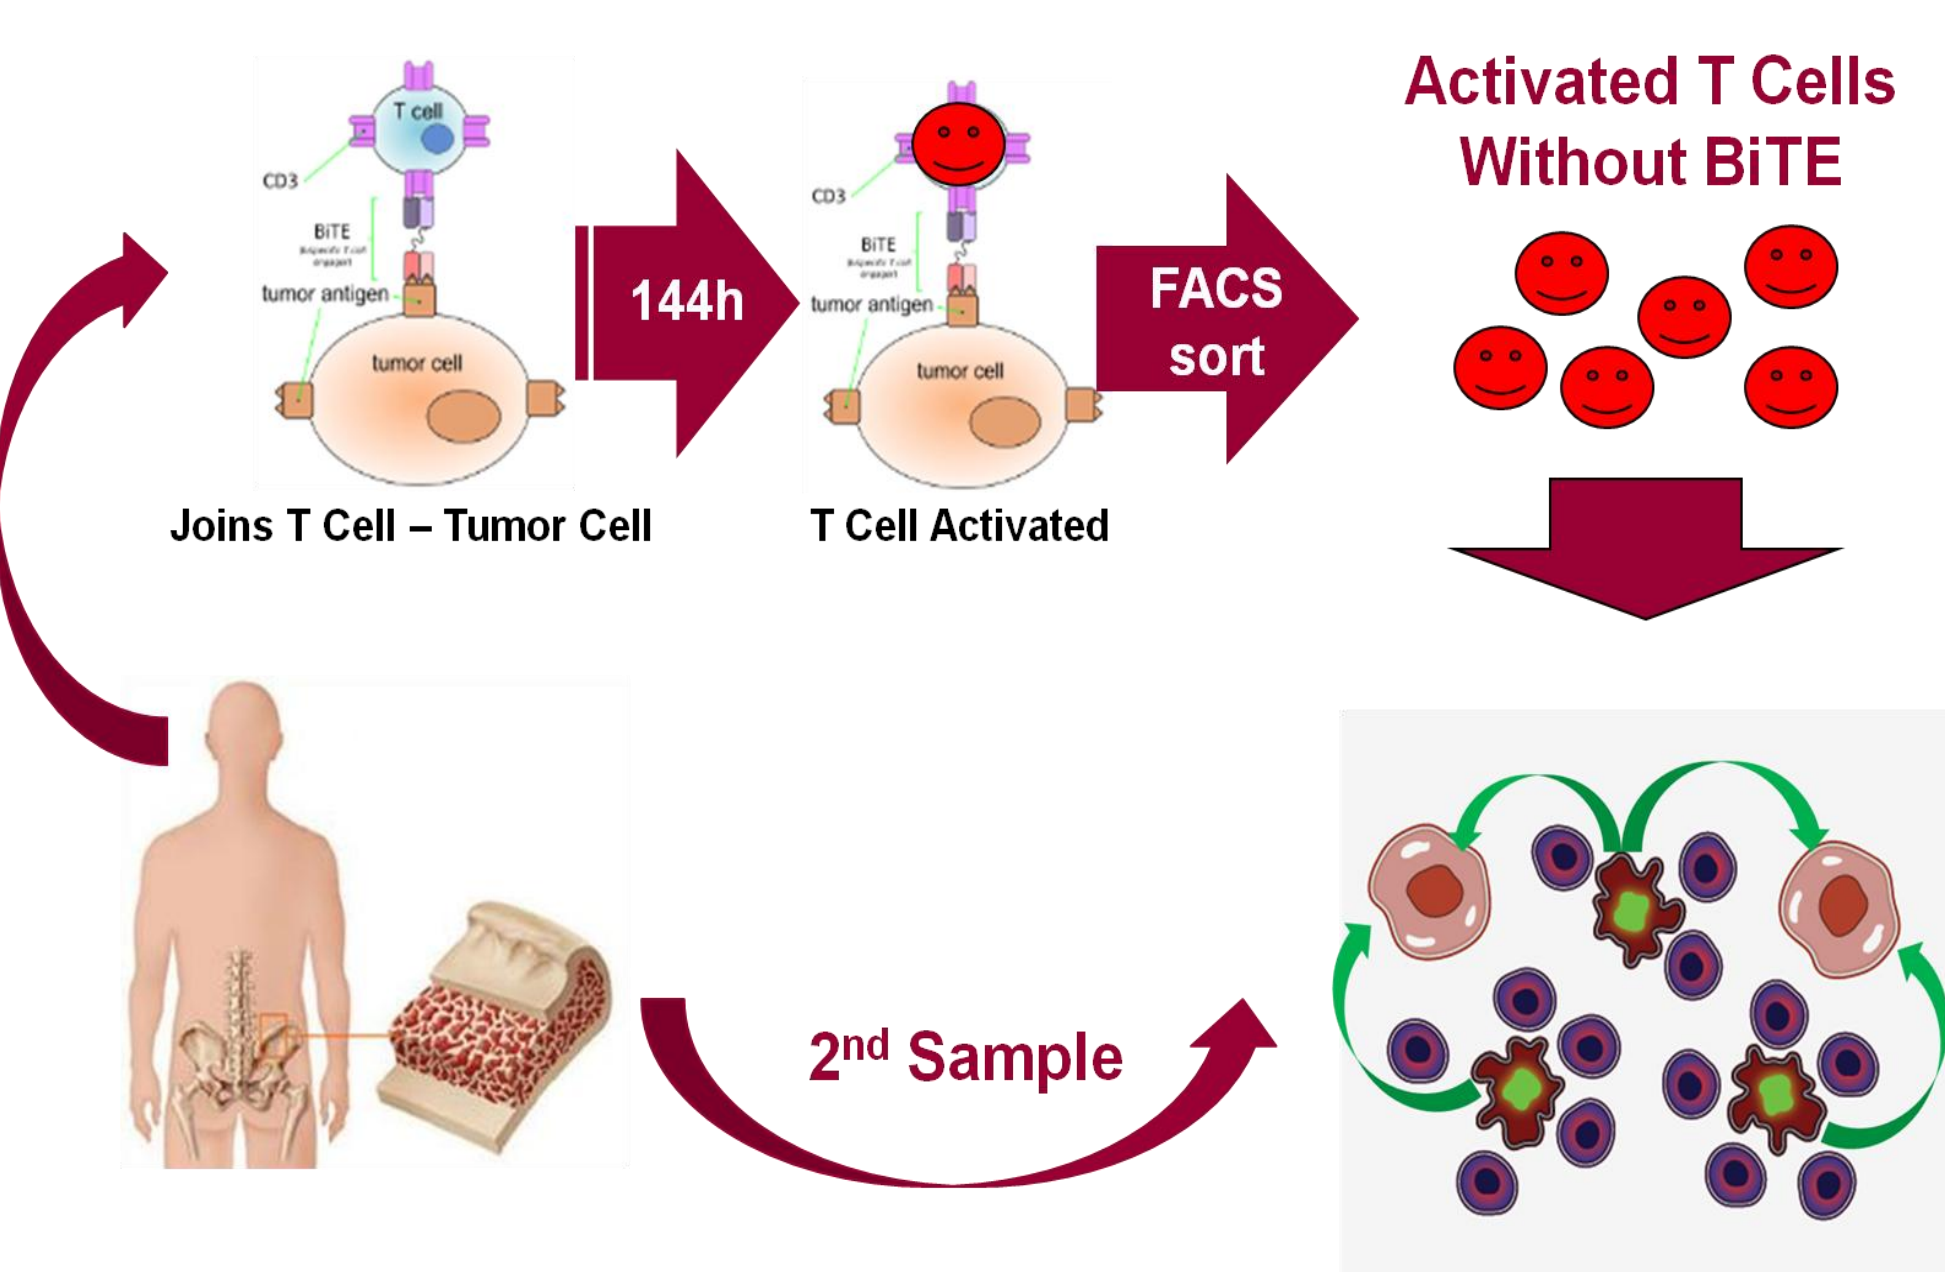 T cell
CD3
BiTE
tumor antigen
tumor cell
Joins T Cell – Tumor Cell
144h
CD3
BiTE
tumor antigen
tumor cell
T Cell Activated
FACS
sort
Activated T Cells
Without BiTE
2nd Sample